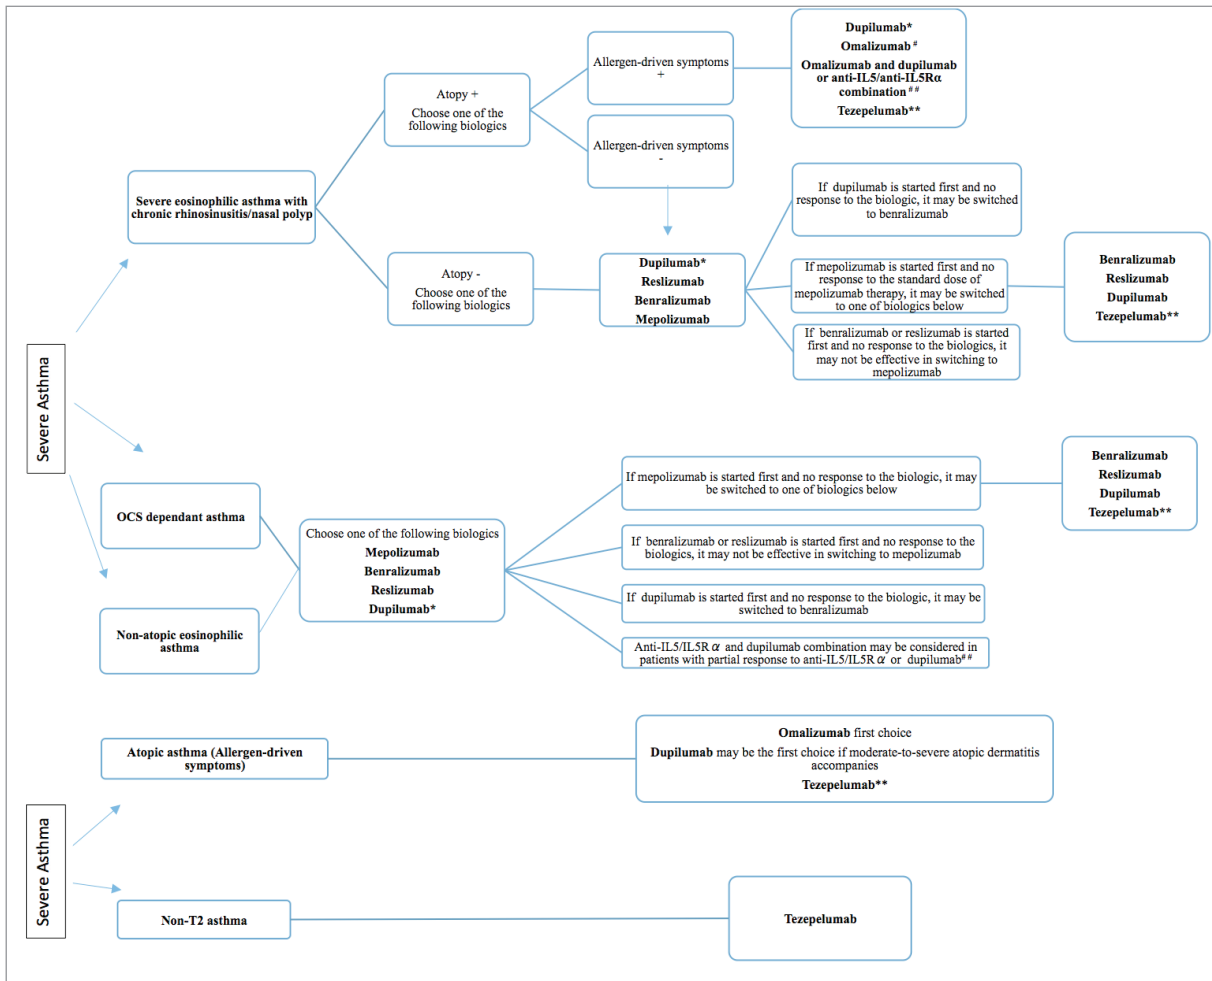 Severe Asthma
Severe eosinophilic asthma with
chronic rhinosinusitis/nasal polyp
Atopy +
Choose one of the
following biologics
Allergen-driven symptoms
+
Dupilumab*
Omalizumab #
Omalizumab and dupilumab
or anti-IL5/anti-IL5Rα
combination##
Tezepelumab**
Allergen-driven symptoms
-
Atopy -
Choose one of the
following biologics
Dupilumab*
Reslizumab
Benralizumab
Mepolizumab
If dupilumab is started first and no
response to the biologic, it may be switched
to benralizumab
If mepolizumab is started first and no
response to the standard dose of
mepolizumab therapy, it may be switched
to one of biologics below
Benralizumab
Reslizumab
Dupilumab
Tezepelumab**
If benralizumab or reslizumab is started
first and no response to the biologics, it
may not be effective in switching to
mepolizumab
OCS dependant asthma
Non-atopic eosinophilic
asthma
Choose one of the following biologics
Mepolizumab
Benralizumab
Reslizumab
Dupilumab*
If mepolizumab is started first and no response to the biologic, it may
be switched to one of biologics below
Benralizumab
Reslizumab
Dupilumab
Tezepelumab**
If benralizumab or reslizumab is started first and no response to the
biologics, it may not be effective in switching to mepolizumab
If dupilumab is started first and no response to the biologic, it may be
switched to benralizumab
Anti-IL5/IL5R α and dupilumab combination may be considered in
patients with partial response to anti-IL5/IL5R α or dupilumab##
Severe Asthma
Atopic asthma (Allergen-driven
symptoms)
Omalizumab first choice
Dupilumab may be the first choice if moderate-to-severe atopic dermatitis
accompanies
Tezepelumab**
Non-T2 asthma
Tezepelumab